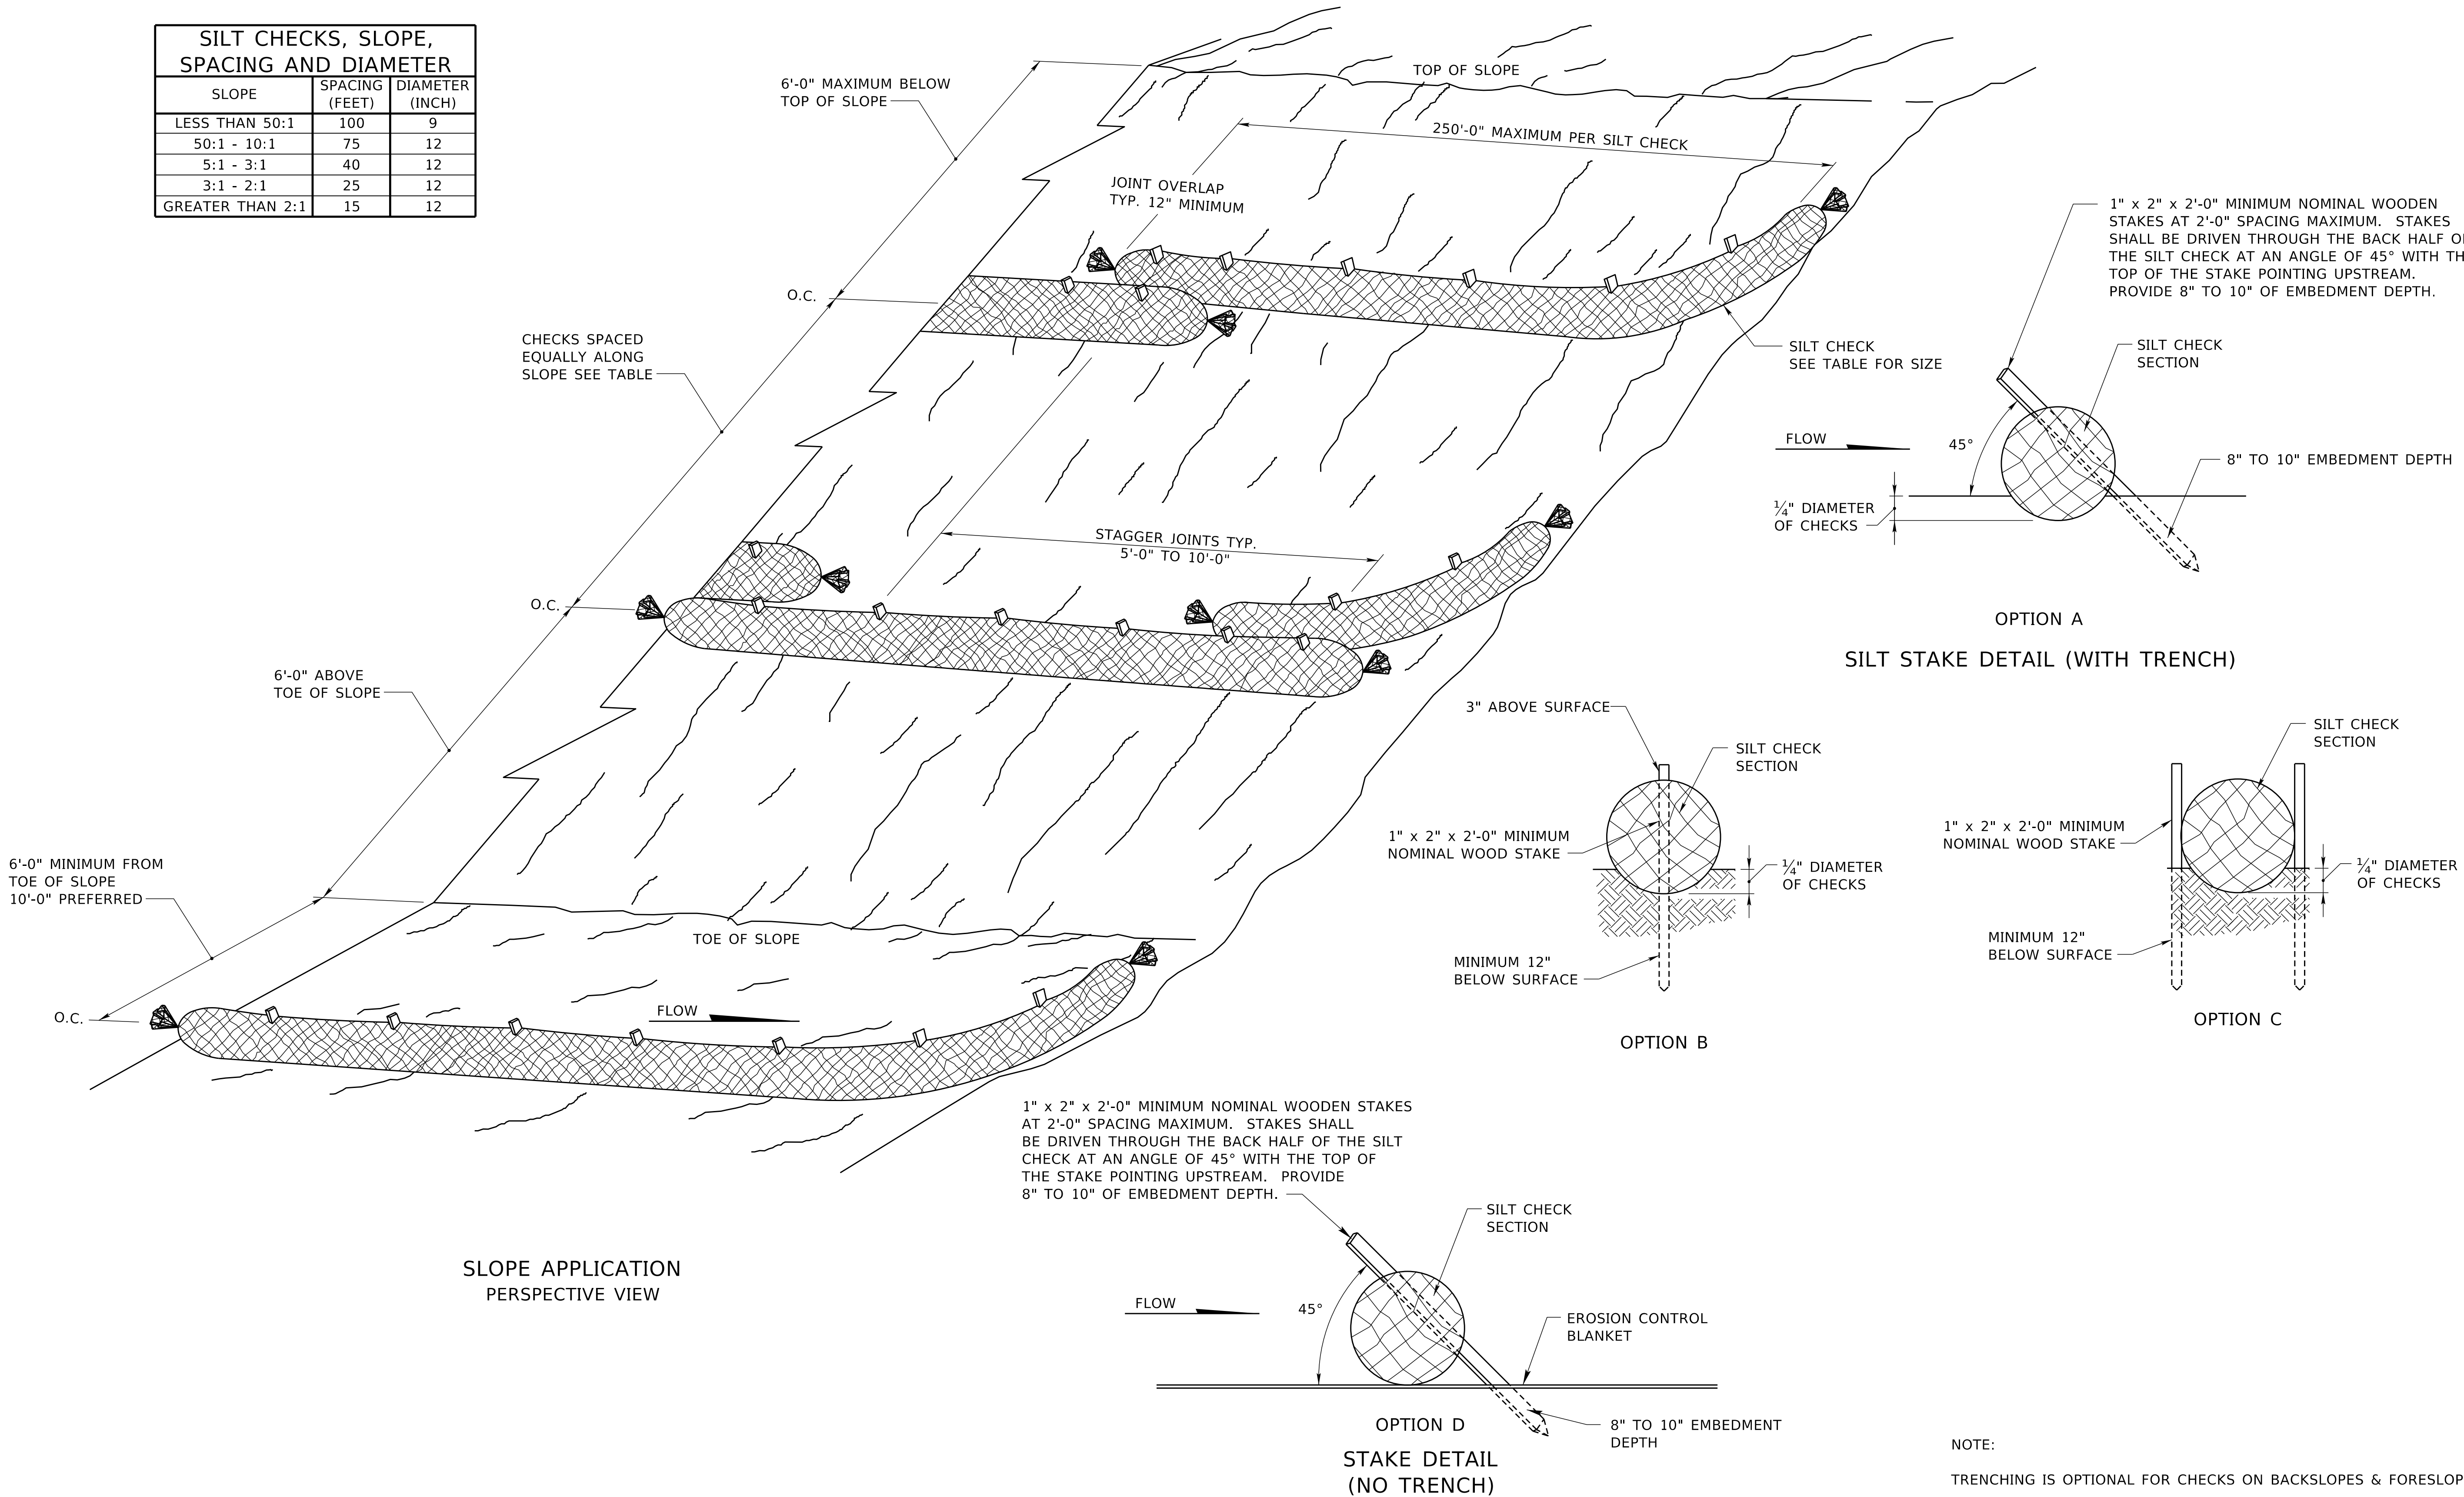 SILT CHECKS, SLOPE,
SPACING AND DIAMETER
SLOPE SPACING (FEET) DIAMETER (INCH)
LESS THAN 50:1 100 9
50:1 - 10:1 75 12
5:1 - 3:1 40 12
3:1 - 2:1 25 12
GREATER THAN 2:1 15 12
6'-0" MAXIMUM BELOW
TOP OF SLOPE
TOP OF SLOPE
250'-0" MAXIMUM PER SILT CHECK
JOINT OVERLAP
TYP. 12" MINIMUM
O.C.
CHECKS SPACED
EQUALLY ALONG
SLOPE SEE TABLE
SILT CHECK
SEE TABLE FOR SIZE
STAGGER JOINTS TYP.
5'-0" TO 10'-0"
O.C.
6'-0" ABOVE
TOE OF SLOPE
6'-0" MINIMUM FROM
TOE OF SLOPE
10'-0" PREFERRED
TOE OF SLOPE
O.C.
FLOW
SLOPE APPLICATION
PERSPECTIVE VIEW
1" x 2" x 2'-0" MINIMUM NOMINAL WOODEN
STAKES AT 2'-0" SPACING MAXIMUM. STAKES
SHALL BE DRIVEN THROUGH THE BACK HALF
THE SILT CHECK AT AN ANGLE OF 45° WITH
TOP OF THE STAKE POINTING UPSTREAM.
PROVIDE 8" TO 10" OF EMBEDMENT DEPTH.
SILT CHECK
SECTION
FLOW
45°
8" TO 10" EMBEDMENT DEPTH
¼" DIAMETER
OF CHECKS
OPTION A
SILT STAKE DETAIL (WITH TRENCH)
3" ABOVE SURFACE
SILT CHECK
SECTION
1" x 2" x 2'-0" MINIMUM
NOMINAL WOOD STAKE
¼" DIAMETER
OF CHECKS
MINIMUM 12"
BELOW SURFACE
OPTION B
SILT CHECK
SECTION
1" x 2" x 2'-0" MINIMUM
NOMINAL WOOD STAKE
¼" DIAMETER
OF CHECKS
MINIMUM 12"
BELOW SURFACE
OPTION C
1" x 2" x 2'-0" MINIMUM NOMINAL WOODEN STAKES
AT 2'-0" SPACING MAXIMUM. STAKES SHALL
BE DRIVEN THROUGH THE BACK HALF OF THE SILT
CHECK AT AN ANGLE OF 45° WITH THE TOP OF
THE STAKE POINTING UPSTREAM. PROVIDE
8" TO 10" OF EMBEDMENT DEPTH.
SILT CHECK
SECTION
FLOW
45°
EROSION CONTROL
BLANKET
8" TO 10" EMBEDMENT
DEPTH
OPTION D
STAKE DETAIL
(NO TRENCH)
NOTE:
TRENCHING IS OPTIONAL FOR CHECKS ON BACKSLOPES &